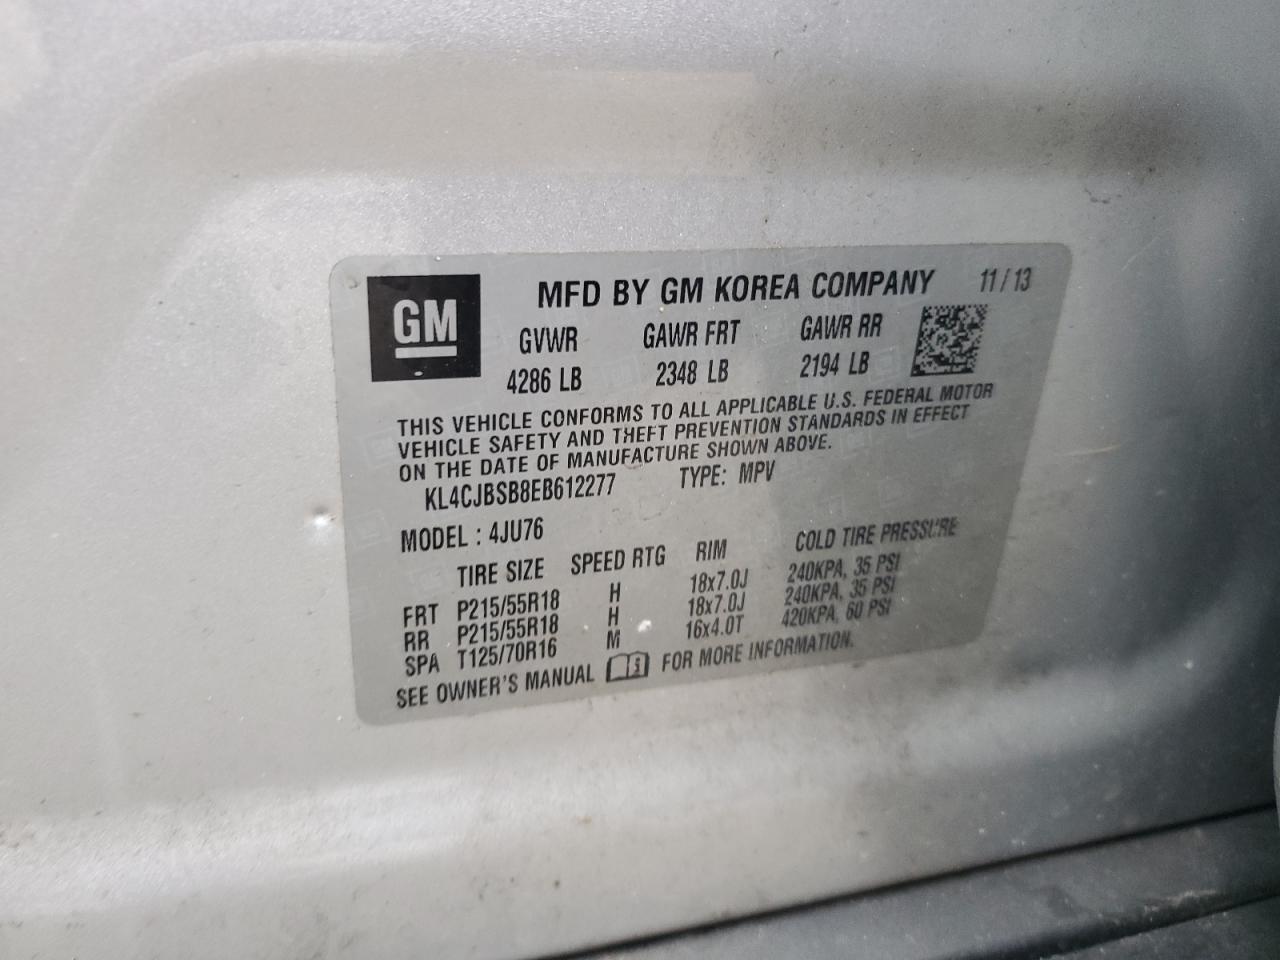 GM
MFD BY GM KOREA COMPANY 11/13
GVWR GAWR FRT GAWR RR
4286 LB 2348 LB 2194 LB
THIS VEHICLE CONFORMS TO ALL APPLICABLE U.S. FEDERAL MOTOR
VEHICLE SAFETY AND THEFT PREVENTION STANDARDS IN EFFECT
ON THE DATE OF MANUFACTURE SHOWN ABOVE.
KL4CJBSB8EB612277 TYPE: MPV
MODEL : 4JU76
TIRE SIZE SPEED RTG RIM COLD TIRE PRESSURE
FRT P215/55R18 H 18x7.0J 240KPA, 35 PSI
RR P215/55R18 H 18x7.0J 240KPA, 35 PSI
SPA T125/70R16 M 16x4.0T 420KPA, 60 PSI
SEE OWNER'S MANUAL FOR MORE INFORMATION.